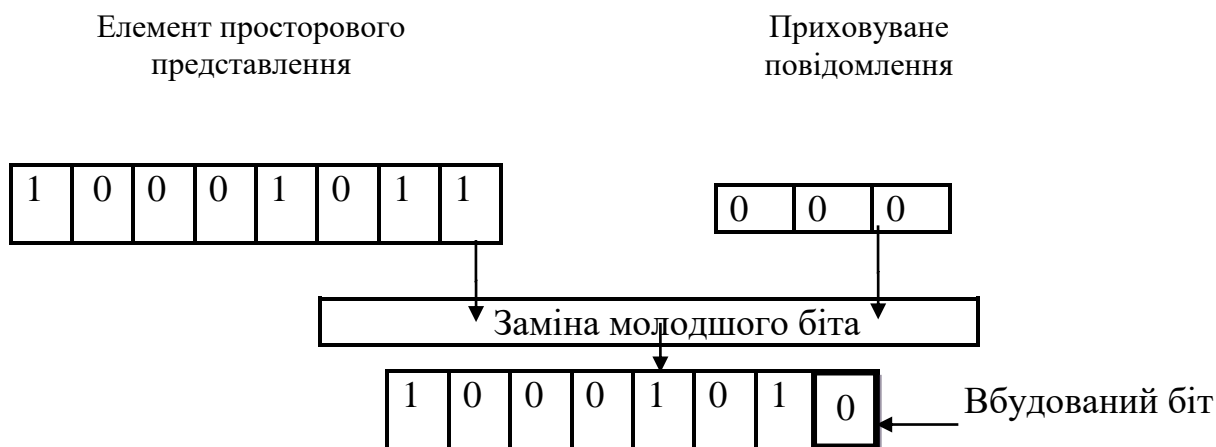 Елемент просторового
представлення
Приховуване
повідомлення
1 0 0 0 1 0 1 1
0 0 0
Заміна молодшого біта
1 0 0 0 1 0 1 0
Вбудований біт